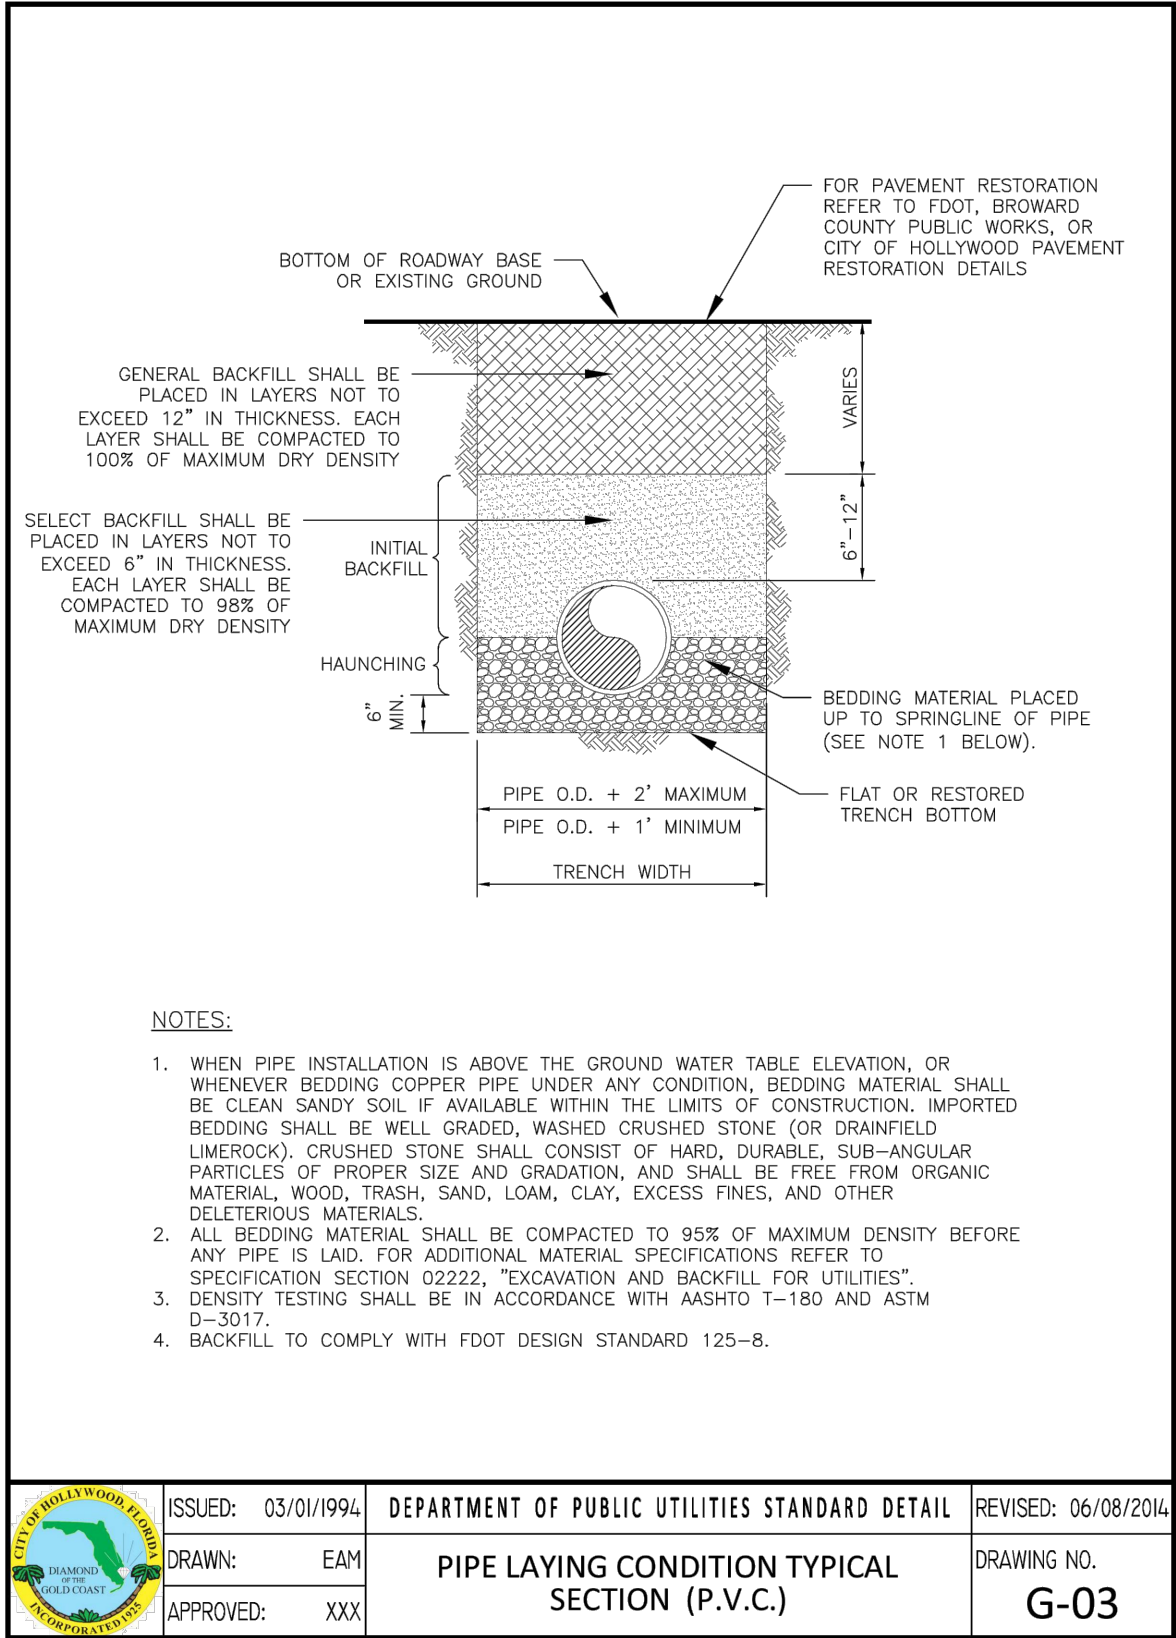 FOR PAVEMENT RESTORATION
REFER TO FDOT, BROWARD
COUNTY PUBLIC WORKS, OR
CITY OF HOLLYWOOD PAVEMENT
RESTORATION DETAILS
BOTTOM OF ROADWAY BASE
OR EXISTING GROUND
GENERAL BACKFILL SHALL BE
PLACED IN LAYERS NOT TO
EXCEED 12" IN THICKNESS. EACH
LAYER SHALL BE COMPACTED TO
100% OF MAXIMUM DRY DENSITY
VARIES
SELECT BACKFILL SHALL BE
PLACED IN LAYERS NOT TO
EXCEED 6" IN THICKNESS.
EACH LAYER SHALL BE
COMPACTED TO 98% OF
MAXIMUM DRY DENSITY
INITIAL
BACKFILL
6"-12"
HAUNCHING
6"
MIN.
BEDDING MATERIAL PLACED
UP TO SPRINGLINE OF PIPE
(SEE NOTE 1 BELOW).
FLAT OR RESTORED
TRENCH BOTTOM
PIPE O.D. + 2' MAXIMUM
PIPE O.D. + 1' MINIMUM
TRENCH WIDTH
NOTES:
1. WHEN PIPE INSTALLATION IS ABOVE THE GROUND WATER TABLE ELEVATION, OR
WHENEVER BEDDING COPPER PIPE UNDER ANY CONDITION, BEDDING MATERIAL SHALL
BE CLEAN SANDY SOIL IF AVAILABLE WITHIN THE LIMITS OF CONSTRUCTION. IMPORTED
BEDDING SHALL BE WELL GRADED, WASHED CRUSHED STONE (OR DRAINFIELD
LIMEROCK). CRUSHED STONE SHALL CONSIST OF HARD, DURABLE, SUB-ANGULAR
PARTICLES OF PROPER SIZE AND GRADATION, AND SHALL BE FREE FROM ORGANIC
MATERIAL, WOOD, TRASH, SAND, LOAM, CLAY, EXCESS FINES, AND OTHER
DELETERIOUS MATERIALS.
2. ALL BEDDING MATERIAL SHALL BE COMPACTED TO 95% OF MAXIMUM DENSITY BEFORE
ANY PIPE IS LAID. FOR ADDITIONAL MATERIAL SPECIFICATIONS REFER TO
SPECIFICATION SECTION 02222, "EXCAVATION AND BACKFILL FOR UTILITIES".
3. DENSITY TESTING SHALL BE IN ACCORDANCE WITH AASHTO T-180 AND ASTM
D-3017.
4. BACKFILL TO COMPLY WITH FDOT DESIGN STANDARD 125-8.
CITY OF HOLLYWOOD, FLORIDA
DIAMOND
OF THE
GOLD COAST
INCORPORATED 1925
ISSUED: 03/01/1994
DRAWN: EAM
APPROVED: XXX
DEPARTMENT OF PUBLIC UTILITIES STANDARD DETAIL
PIPE LAYING CONDITION TYPICAL
SECTION (P.V.C.)
REVISED: 06/08/2014
DRAWING NO.
G-03